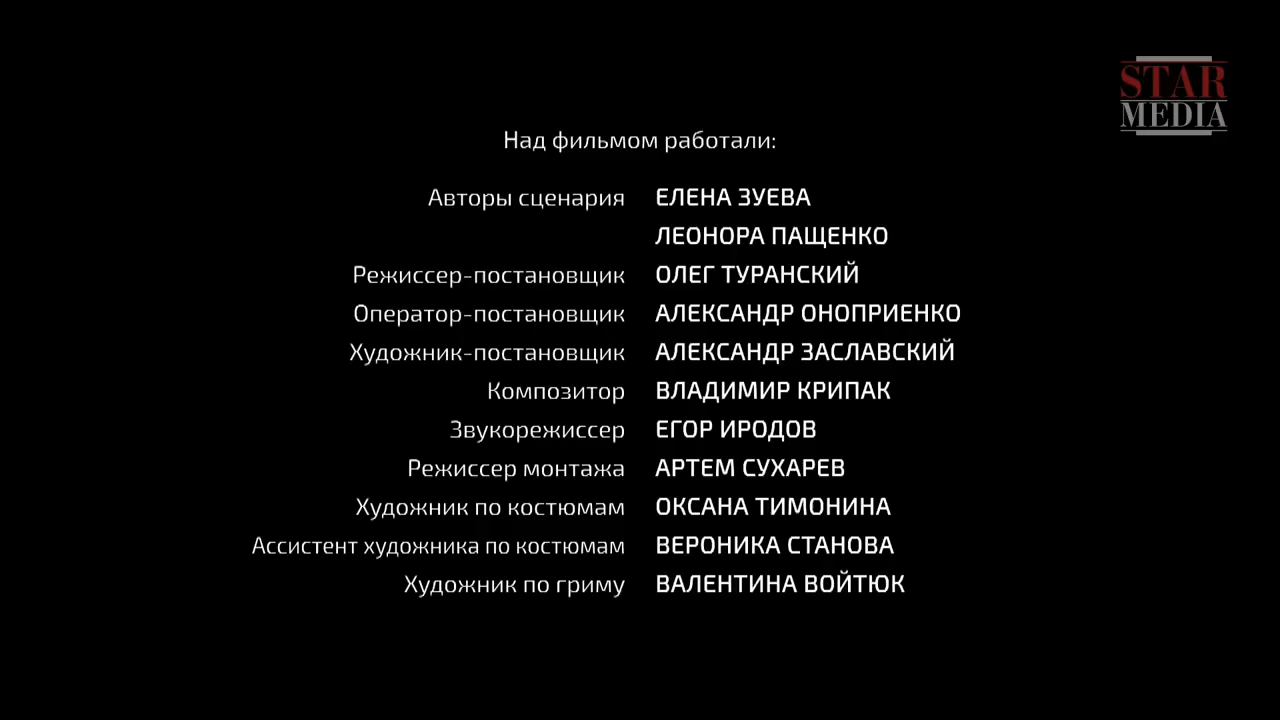 STAR
MEDIA
Над фильмом работали:
Авторы сценария ЕЛЕНА ЗУЕВА
ЛЕОНОРА ПАЩЕНКО
Режиссер-постановщик ОЛЕГ ТУРАНСКИЙ
Оператор-постановщик АЛЕКСАНДР ОНОПРИЕНКО
Художник-постановщик АЛЕКСАНДР ЗАСЛАВСКИЙ
Композитор ВЛАДИМИР КРИПАК
Звукорежиссер ЕГОР ИРОДОВ
Режиссер монтажа АРТЕМ СУХАРЕВ
Художник по костюмам ОКСАНА ТИМОНИНА
Ассистент художника по костюмам ВЕРОНИКА СТАНОВА
Художник по гриму ВАЛЕНТИНА ВОЙТЮК